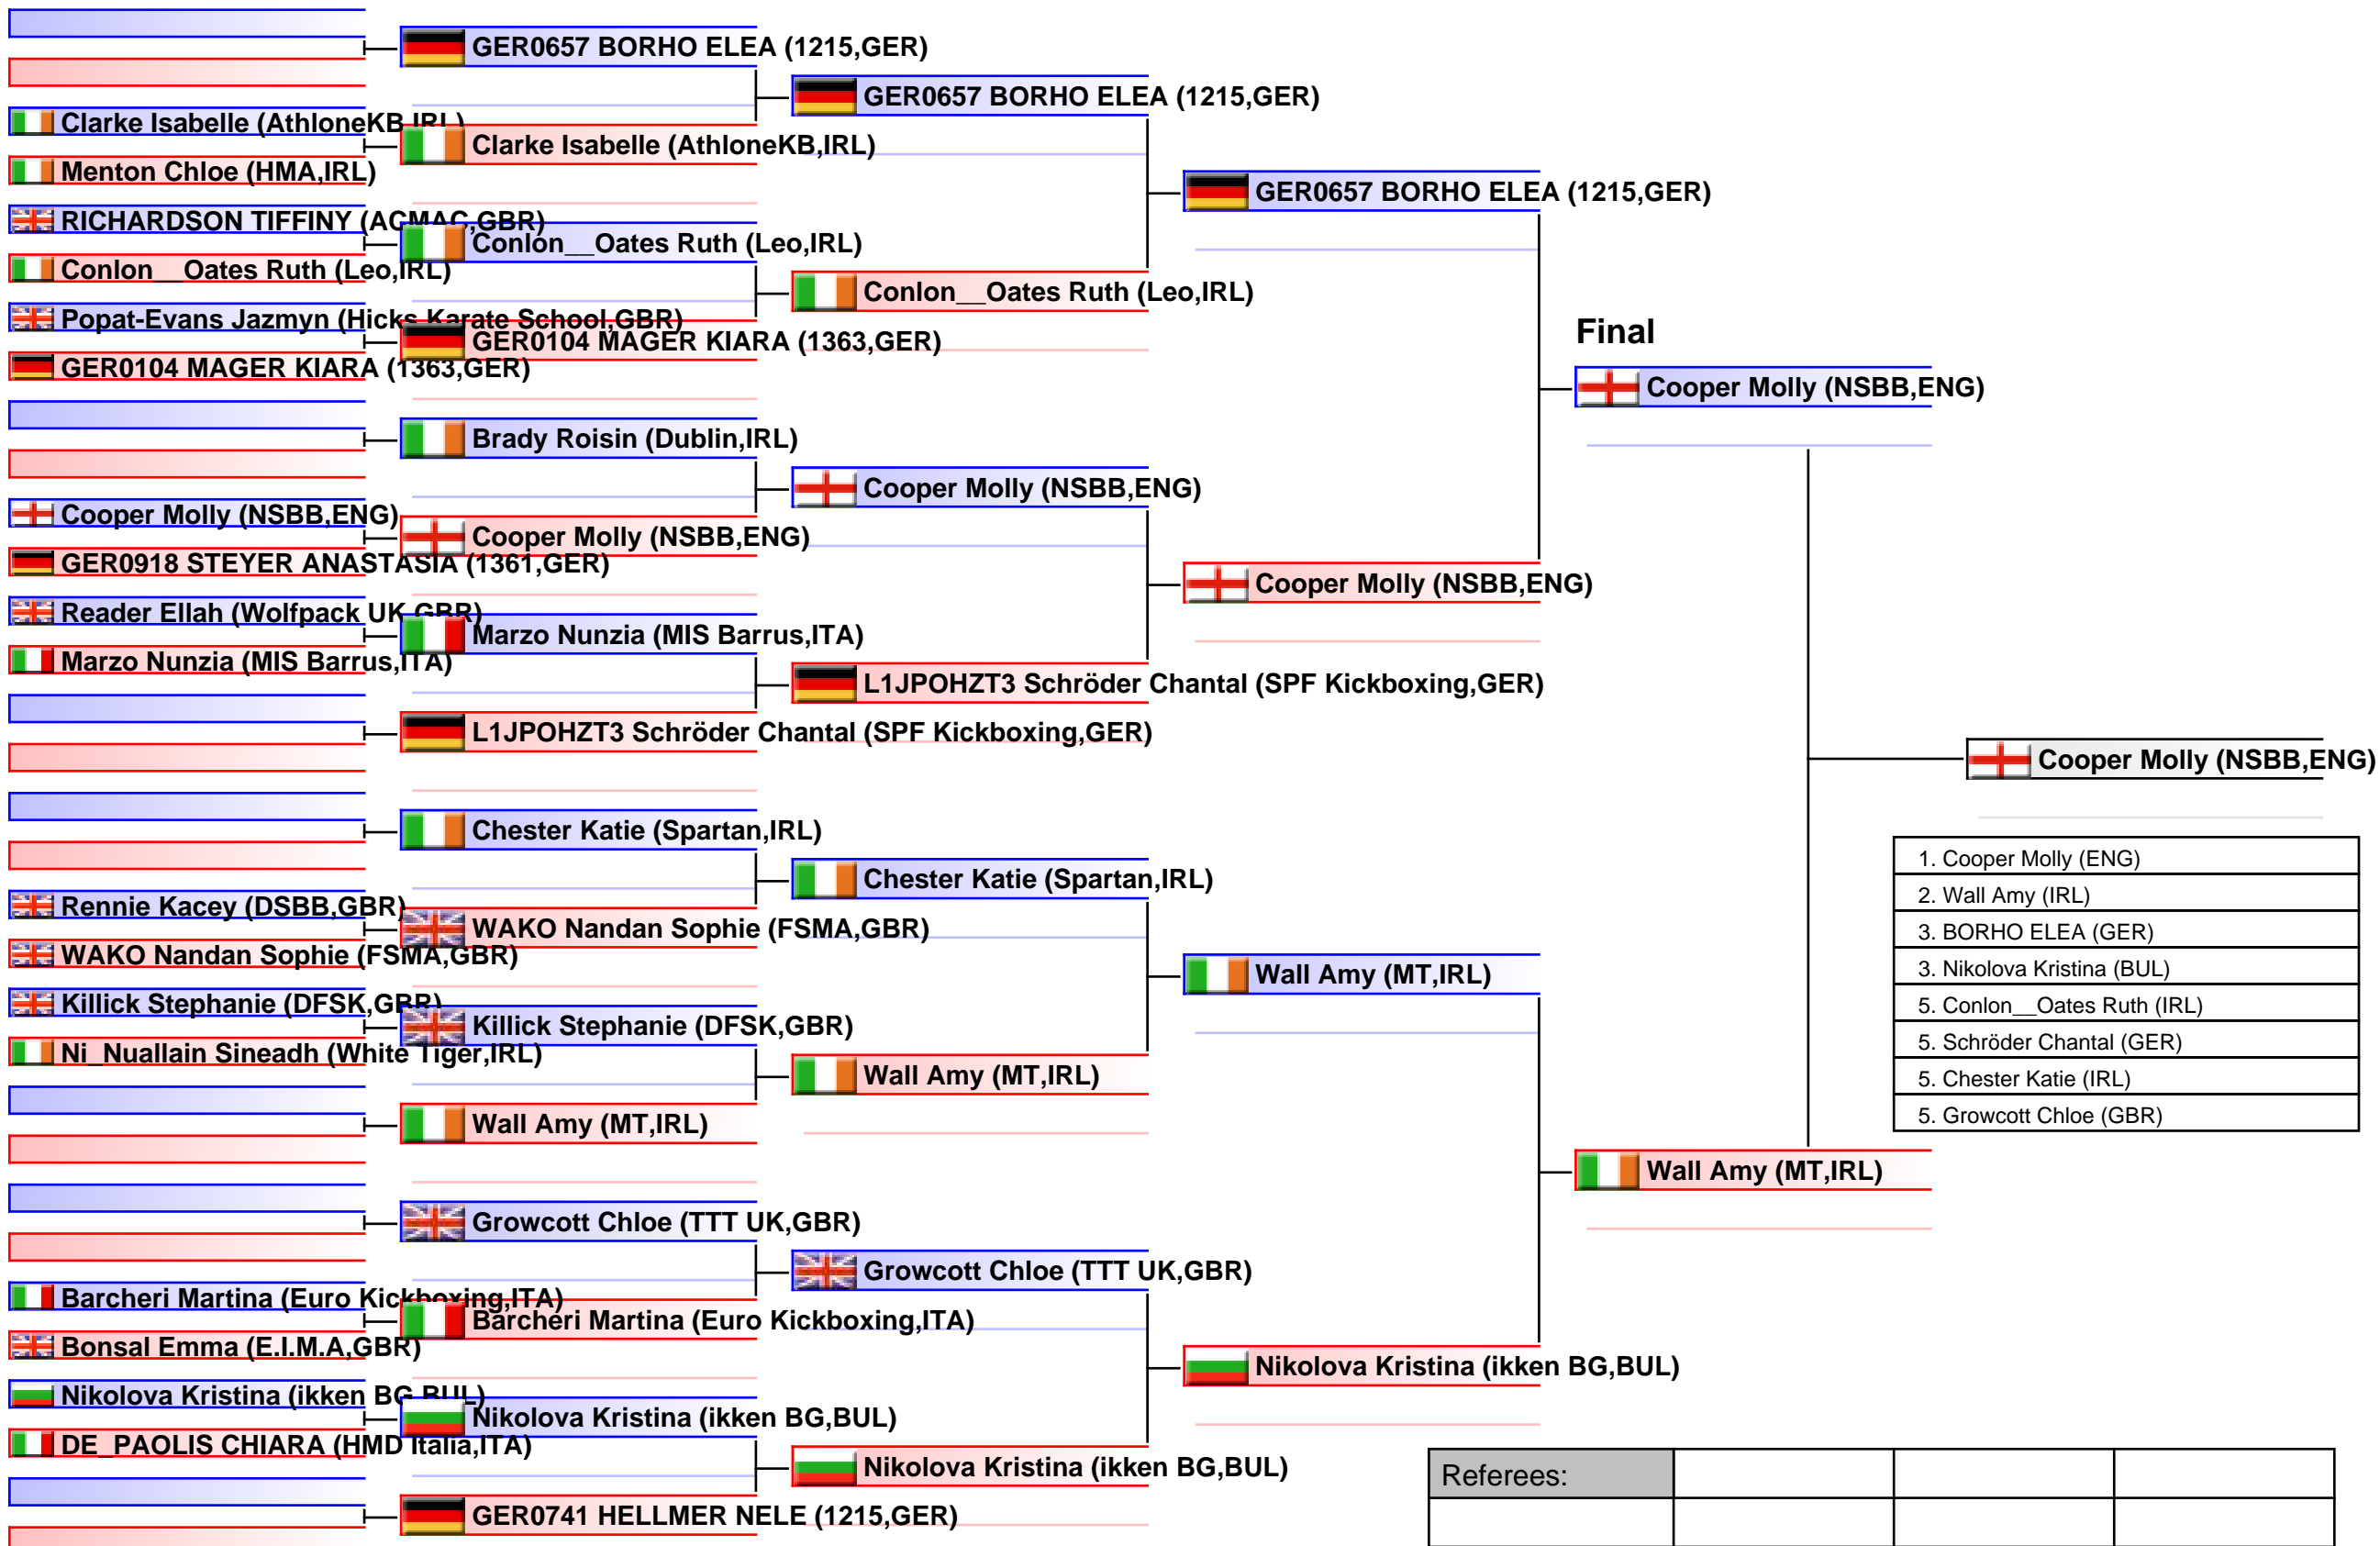 Clarke Isabelle (AthloneKB,IRL)
Menton Chloe (HMA,IRL)
RICHARDSON TIFFINY (ACMAC,GBR)
Conlon__Oates Ruth (Leo,IRL)
Popat-Evans Jazmyn (Hicks Karate School,GBR)
GER0104 MAGER KIARA (1363,GER)
Cooper Molly (NSBB,ENG)
GER0918 STEYER ANASTASIA (1361,GER)
Reader Ellah (Wolfpack UK,GBR)
Marzo Nunzia (MIS Barrus,ITA)
Rennie Kacey (DSBB,GBR)
WAKO Nandan Sophie (FSMA,GBR)
Killick Stephanie (DFSK,GBR)
Ni_Nuallain Sineadh (White Tiger,IRL)
Barcheri Martina (Euro Kickboxing,ITA)
Bonsal Emma (E.I.M.A,GBR)
Nikolova Kristina (ikken BG,BUL)
DE_PAOLIS CHIARA (HMD Italia,ITA)
GER0657 BORHO ELEA (1215,GER)
Clarke Isabelle (AthloneKB,IRL)
Conlon__Oates Ruth (Leo,IRL)
GER0104 MAGER KIARA (1363,GER)
Brady Roisin (Dublin,IRL)
Cooper Molly (NSBB,ENG)
Marzo Nunzia (MIS Barrus,ITA)
L1JPOHZT3 Schröder Chantal (SPF Kickboxing,GER)
Chester Katie (Spartan,IRL)
WAKO Nandan Sophie (FSMA,GBR)
Killick Stephanie (DFSK,GBR)
Wall Amy (MT,IRL)
Growcott Chloe (TTT UK,GBR)
Barcheri Martina (Euro Kickboxing,ITA)
Nikolova Kristina (ikken BG,BUL)
GER0741 HELLMER NELE (1215,GER)
GER0657 BORHO ELEA (1215,GER)
Conlon__Oates Ruth (Leo,IRL)
Cooper Molly (NSBB,ENG)
L1JPOHZT3 Schröder Chantal (SPF Kickboxing,GER)
Chester Katie (Spartan,IRL)
Wall Amy (MT,IRL)
Growcott Chloe (TTT UK,GBR)
Nikolova Kristina (ikken BG,BUL)
GER0657 BORHO ELEA (1215,GER)
Cooper Molly (NSBB,ENG)
Wall Amy (MT,IRL)
Nikolova Kristina (ikken BG,BUL)
Final
Cooper Molly (NSBB,ENG)
Wall Amy (MT,IRL)
Cooper Molly (NSBB,ENG)
1. Cooper Molly (ENG)
2. Wall Amy (IRL)
3. BORHO ELEA (GER)
3. Nikolova Kristina (BUL)
5. Conlon__Oates Ruth (IRL)
5. Schröder Chantal (GER)
5. Chester Katie (IRL)
5. Growcott Chloe (GBR)
Referees: